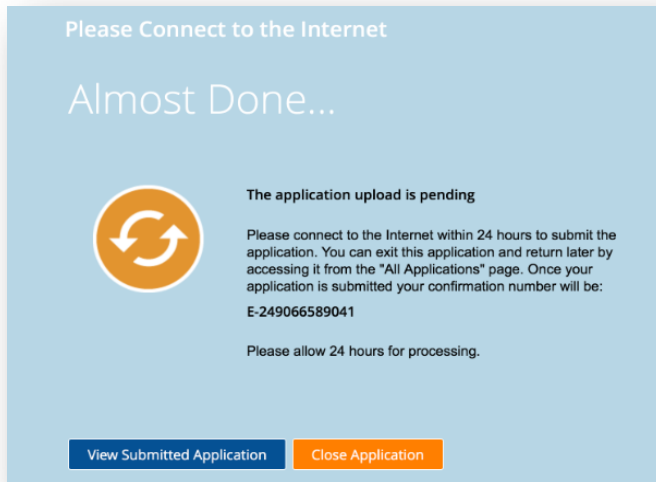 Please Connect to the Internet
Almost Done...
The application upload is pending
Please connect to the Internet within 24 hours to submit the
application. You can exit this application and return later by
accessing it from the "All Applications" page. Once your
application is submitted your confirmation number will be:
E-249066589041
Please allow 24 hours for processing.
View Submitted Application
Close Application